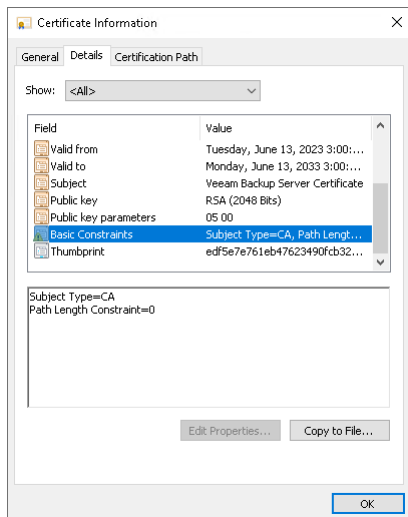 Certificate Information
General Details Certification Path
Show: <All>
Field Value
Valid from Tuesday, June 13, 2023 3:00:...
Valid to Monday, June 13, 2033 3:00:...
Subject Veeam Backup Server Certificate
Public key RSA (2048 Bits)
Public key parameters 05 00
Basic Constraints Subject Type=CA, Path Lengt...
Thumbprint edf5e7e761eb47623490fcb32...
Subject Type=CA
Path Length Constraint=0
Edit Properties... Copy to File...
OK